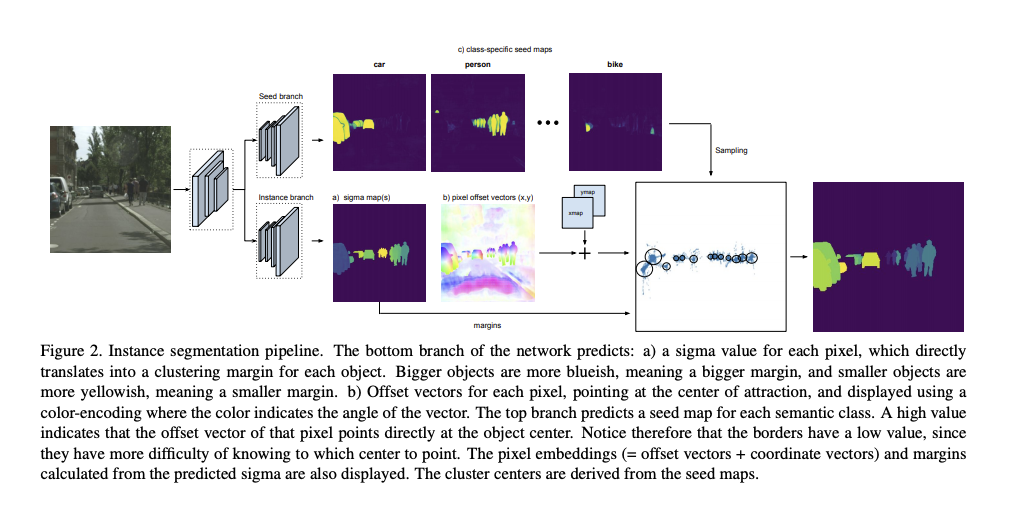 c) class-specific seed maps
car person bike
Seed branch
Sampling
Instance branch a) sigma map(s) b) pixel offset vectors (x,y)
ymap
xmap
+
margins
Figure 2. Instance segmentation pipeline. The bottom branch of the network predicts: a) a sigma value for each pixel, which directly
translates into a clustering margin for each object. Bigger objects are more blueish, meaning a bigger margin, and smaller objects are
more yellowish, meaning a smaller margin. b) Offset vectors for each pixel, pointing at the center of attraction, and displayed using a
color-encoding where the color indicates the angle of the vector. The top branch predicts a seed map for each semantic class. A high value
indicates that the offset vector of that pixel points directly at the object center. Notice therefore that the borders have a low value, since
they have more difficulty of knowing to which center to point. The pixel embeddings (= offset vectors + coordinate vectors) and margins
calculated from the predicted sigma are also displayed. The cluster centers are derived from the seed maps.